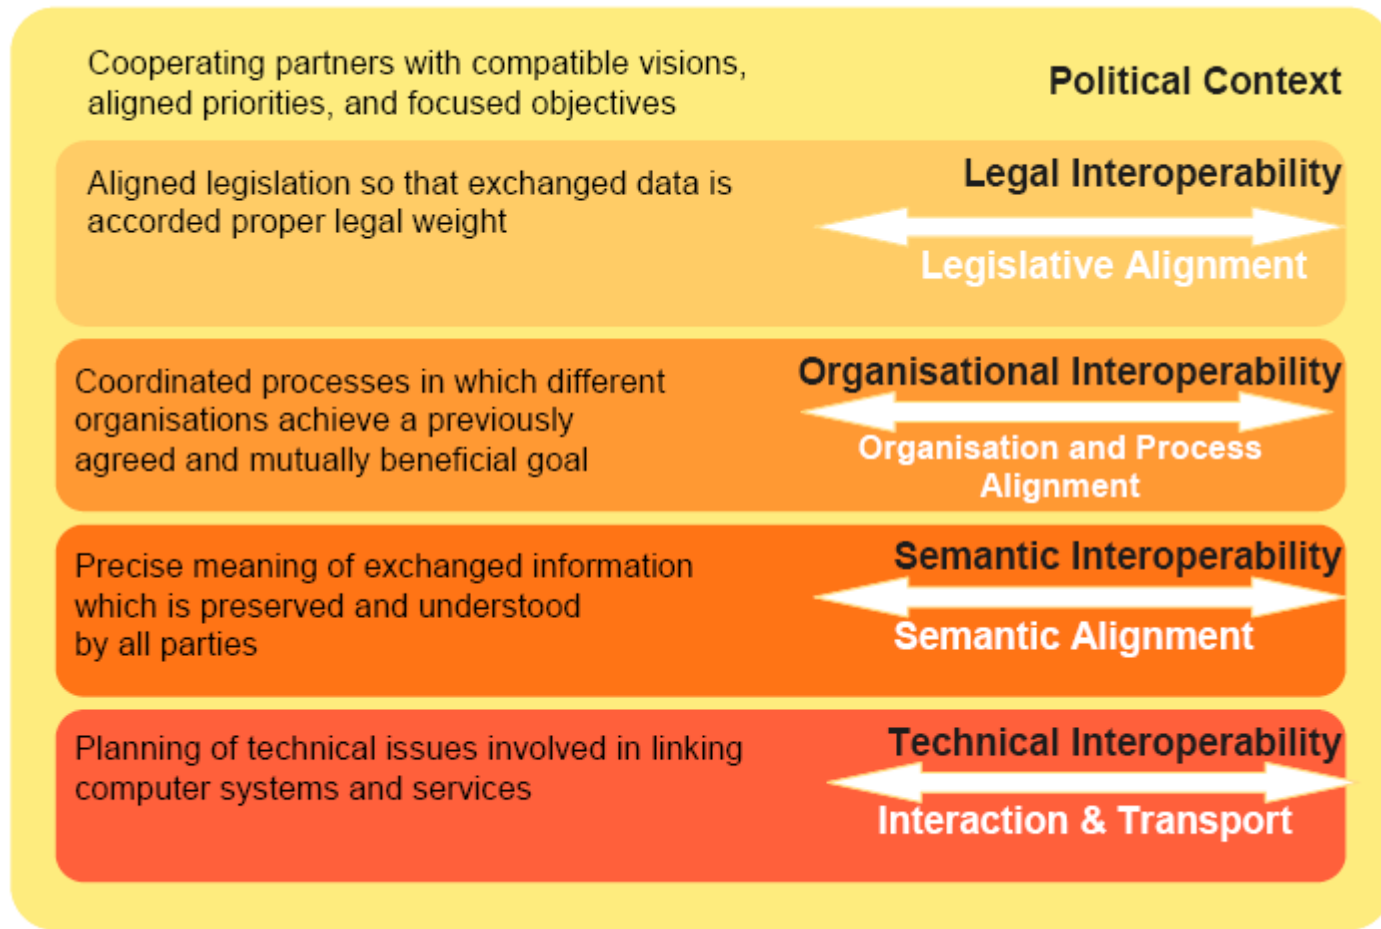 Cooperating partners with compatible visions,
aligned priorities, and focused objectives
Political Context
Aligned legislation so that exchanged data is
accorded proper legal weight
Legal Interoperability
Legislative Alignment
Coordinated processes in which different
organisations achieve a previously
agreed and mutually beneficial goal
Organisational Interoperability
Organisation and Process
Alignment
Precise meaning of exchanged information
which is preserved and understood
by all parties
Semantic Interoperability
Semantic Alignment
Planning of technical issues involved in linking
computer systems and services
Technical Interoperability
Interaction & Transport